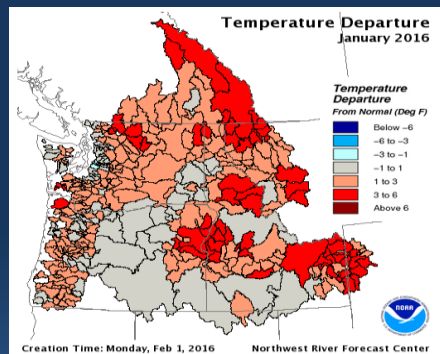 Temperature Departure
January 2016
Temperature
Departure
From Normal (Deg F)
Below -6
-6 to -3
-3 to -1
-1 to 1
1 to 3
3 to 6
Above 6
NOAA
Creation Time: Monday, Feb 1, 2016
Northwest River Forecast Center